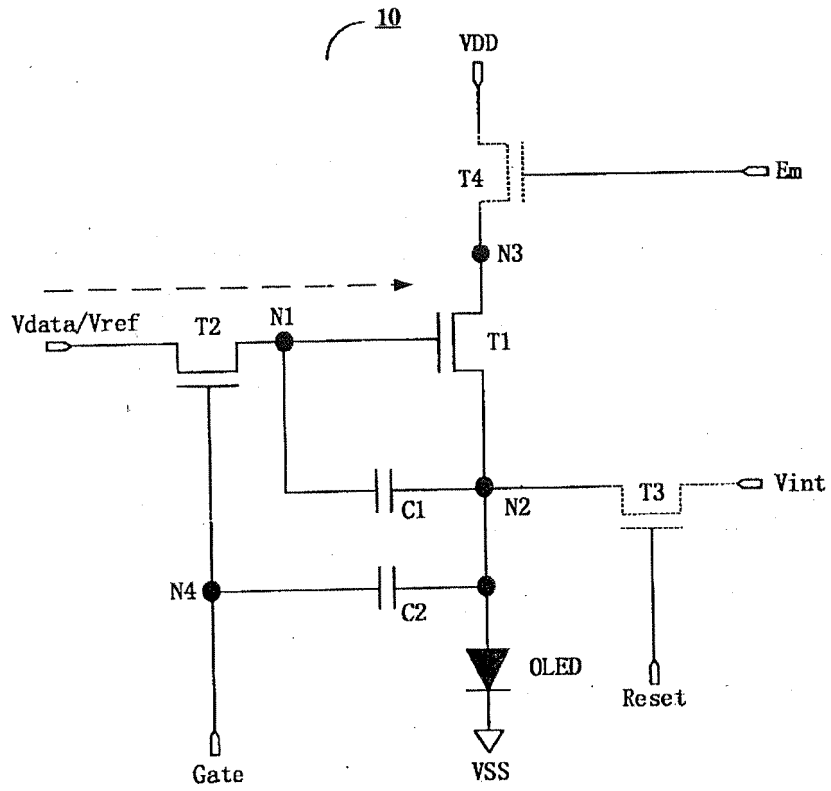 10
VDD
T4
Em
N3
Vdata/Vref
T2
N1
T1
C1
N2
T3
Vint
N4
C2
OLED
Reset
Gate
VSS